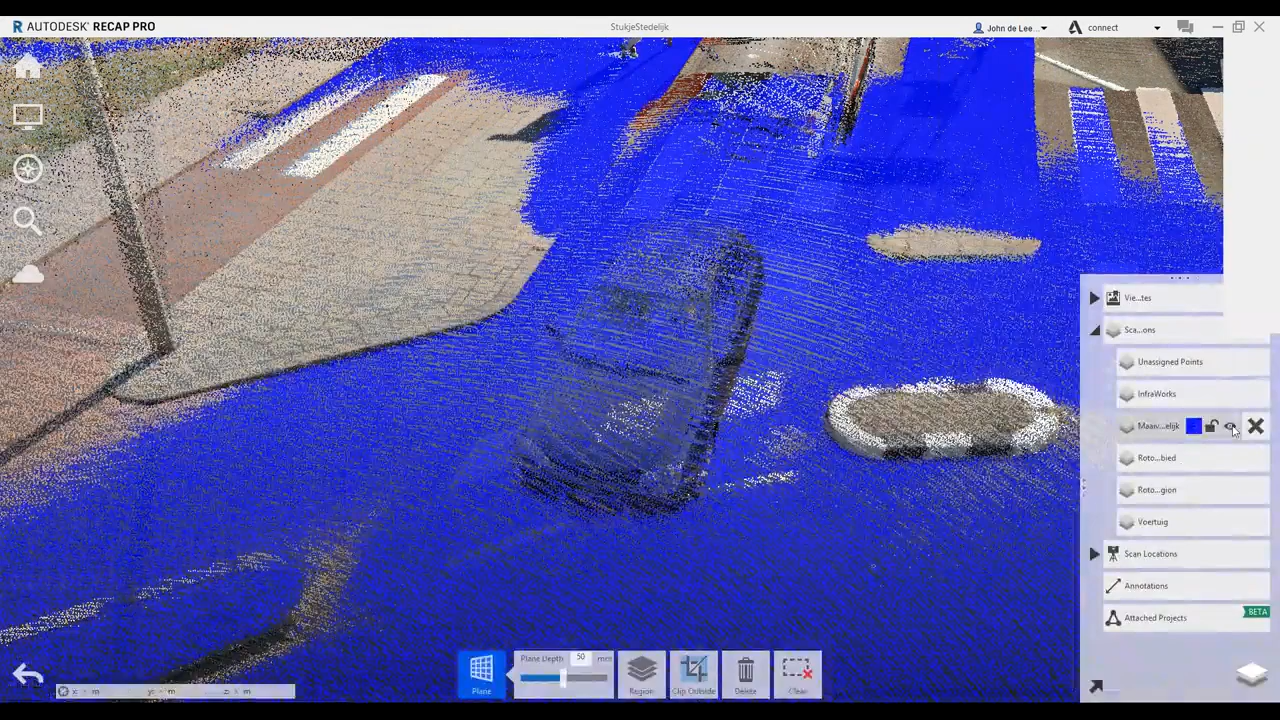 R AUTODESK® RECAP PRO
StukjeStedelijk
John de Lee...
connect
Vie...tes
Sca...ons
Unassigned Points
InfraWorks
Maaiv...elijk
Roto...bied
Roto...gion
Voertuig
Scan Locations
Annotations
BETA
Attached Projects
Plane Depth 50 mm
Plane
Region
Clip Outside
Delete
Clear
x: - m y: - m z: - m